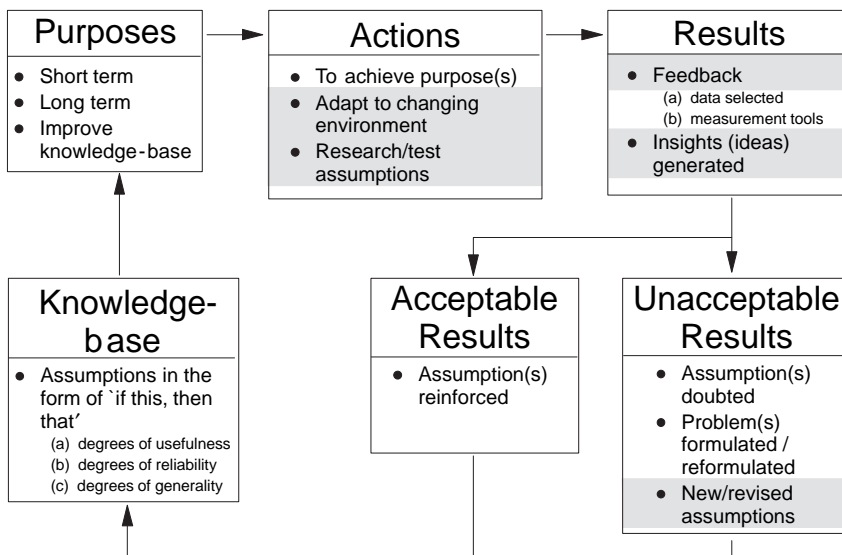 Purposes
• Short term
• Long term
• Improve
knowledge-base
Actions
• To achieve purpose(s)
• Adapt to changing
environment
• Research/test
assumptions
Results
• Feedback
(a) data selected
(b) measurement tools
• Insights (ideas)
generated
Knowledge-
base
• Assumptions in the
form of `if this, then
that′
(a) degrees of usefulness
(b) degrees of reliability
(c) degrees of generality
Acceptable
Results
• Assumption(s)
reinforced
Unacceptable
Results
• Assumption(s)
doubted
• Problem(s)
formulated /
reformulated
• New/revised
assumptions